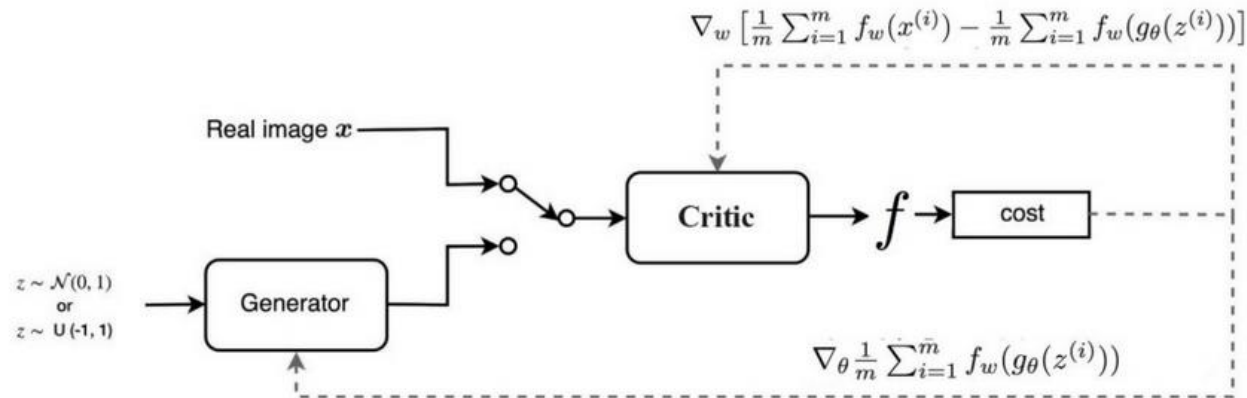 ∇_w [1/m ∑_{i=1}^m f_w(x^{(i)}) − 1/m ∑_{i=1}^m f_w(g_θ(z^{(i)}))]
Real image x
Critic
f
cost
z ∼ 𝒩(0, 1)
or
z ∼ U (-1, 1)
Generator
∇_θ 1/m ∑_{i=1}^m f_w(g_θ(z^{(i)}))